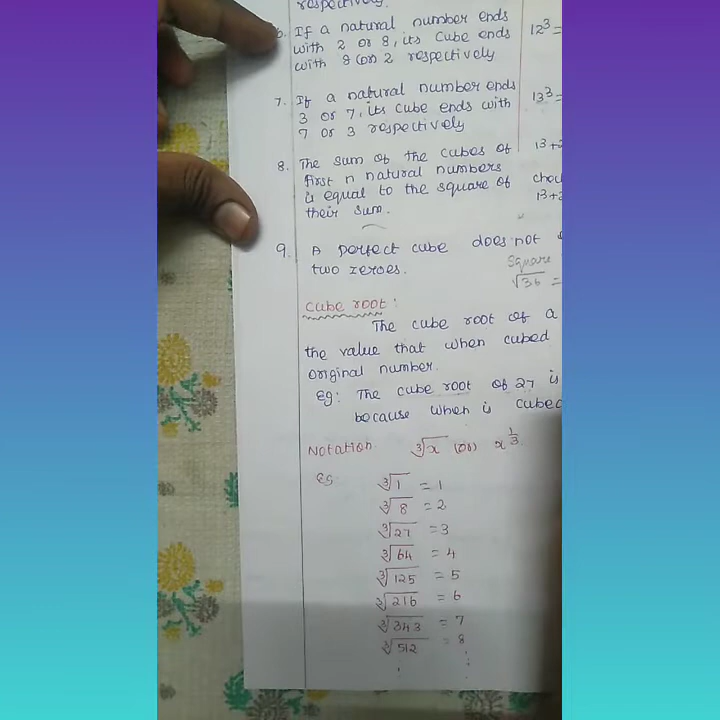 respectively.
6. If a natural number ends 12³ =
with 2 or 8, its cube ends
with 8 (or) 2 respectively
7. If a natural number ends 13³ =
3 or 7, its cube ends with
7 or 3 respectively
8. The sum of the cubes of 1³+
first n natural numbers
is equal to the square of
their sum. 1³+
9. A perfect cube does not
two zeroes. Square
√36 =
Cube root:
The cube root of a
the value that when cubed
original number.
Eg: The cube root of 27 is
because when is cubed
Notation ∛x (or) x^1/3
Eg:
∛1 = 1
∛8 = 2
∛27 = 3
∛64 = 4
∛125 = 5
∛216 = 6
∛343 = 7
∛512 = 8